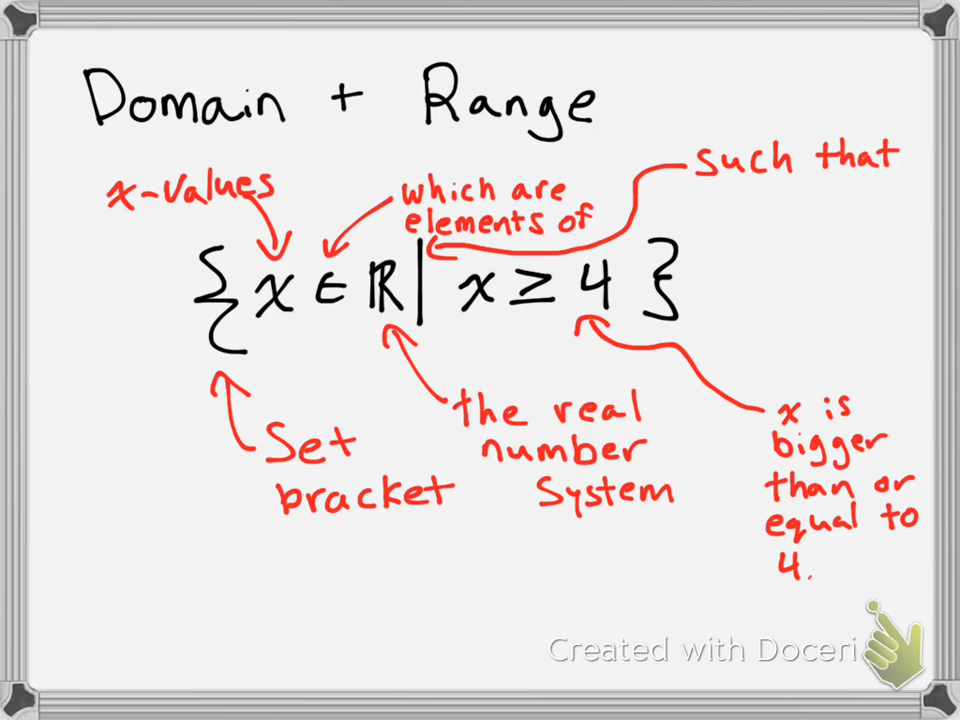 Domain + Range
such that
x-values
which are
elements of
{x ∈ ℝ | x ≥ 4}
Set
bracket
the real
number
System
x is
bigger
than or
equal to
4.
Created with Doceri